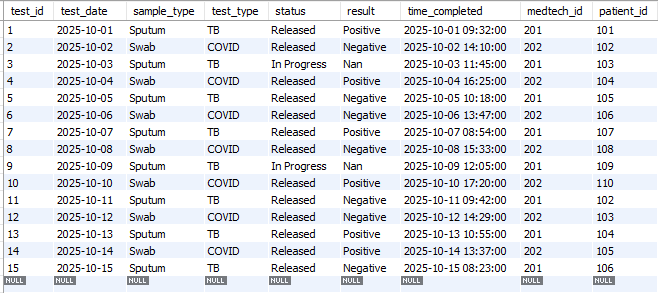 test_id test_date sample_type test_type status result time_completed medtech_id patient_id
1 2025-10-01 Sputum TB Released Positive 2025-10-01 09:32:00 201 101
2 2025-10-02 Swab COVID Released Negative 2025-10-02 14:10:00 202 102
3 2025-10-03 Sputum TB In Progress Nan 2025-10-03 11:45:00 201 103
4 2025-10-04 Swab COVID Released Positive 2025-10-04 16:25:00 202 104
5 2025-10-05 Sputum TB Released Negative 2025-10-05 10:18:00 201 105
6 2025-10-06 Swab COVID Released Negative 2025-10-06 13:47:00 202 106
7 2025-10-07 Sputum TB Released Positive 2025-10-07 08:54:00 201 107
8 2025-10-08 Swab COVID Released Negative 2025-10-08 15:33:00 202 108
9 2025-10-09 Sputum TB In Progress Nan 2025-10-09 12:05:00 201 109
10 2025-10-10 Swab COVID Released Positive 2025-10-10 17:20:00 202 110
11 2025-10-11 Sputum TB Released Negative 2025-10-11 09:42:00 201 102
12 2025-10-12 Swab COVID Released Negative 2025-10-12 14:29:00 202 103
13 2025-10-13 Sputum TB Released Positive 2025-10-13 10:55:00 201 104
14 2025-10-14 Swab COVID Released Positive 2025-10-14 13:37:00 202 105
15 2025-10-15 Sputum TB Released Negative 2025-10-15 08:23:00 201 106
NULL NULL NULL NULL NULL NULL NULL NULL NULL